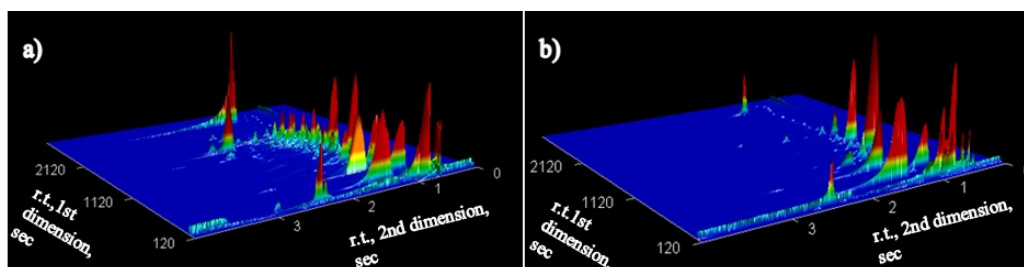 a)
2120
1120
120
r.t.,1st
dimension,
sec
3
2
1
0
r.t., 2nd dimension,
sec
b)
2120
1120
120
r.t.1st
dimension,
sec
3
2
1
r.t., 2nd dimension,
sec